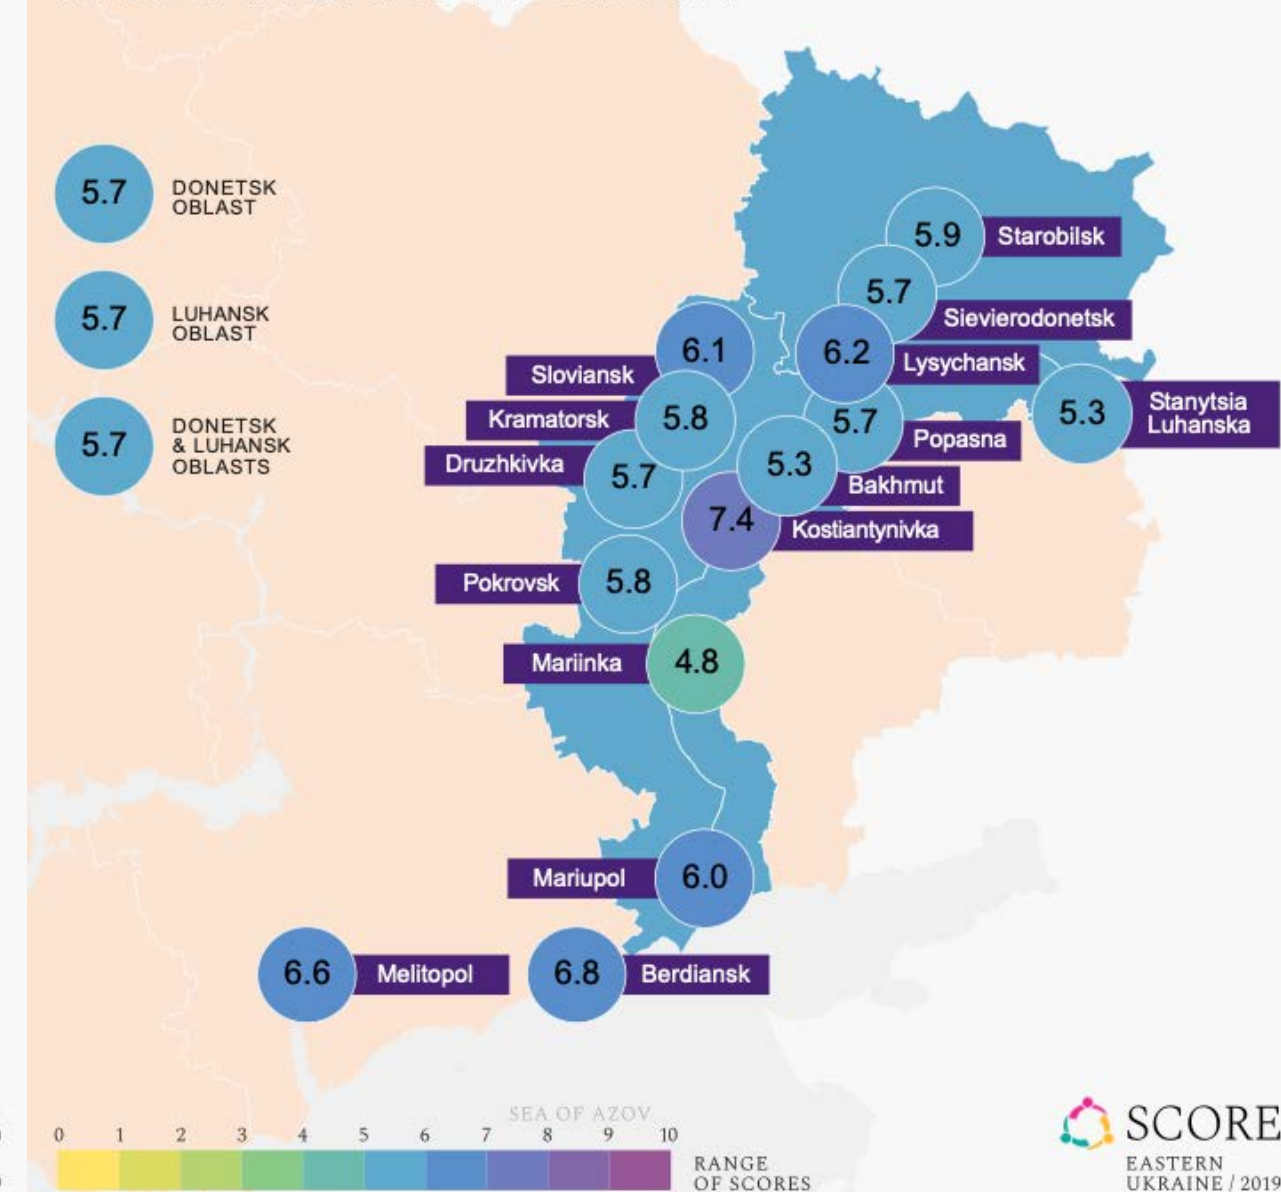 5.7 DONETSK
OBLAST
5.7 LUHANSK
OBLAST
5.7 DONETSK
& LUHANSK
OBLASTS
5.9 Starobilsk
5.7 Sievierodonetsk
6.1 Sloviansk
6.2 Lysychansk
5.3 Stanytsia
Luhanska
5.8 Kramatorsk
5.7 Popasna
Druzhkivka 5.7
5.3 Bakhmut
7.4 Kostiantynivka
Pokrovsk 5.8
Mariinka 4.8
Mariupol 6.0
6.6 Melitopol
6.8 Berdiansk
SEA OF AZOV
0 1 2 3 4 5 6 7 8 9 10
RANGE
OF SCORES
SCORE
EASTERN
UKRAINE / 2019